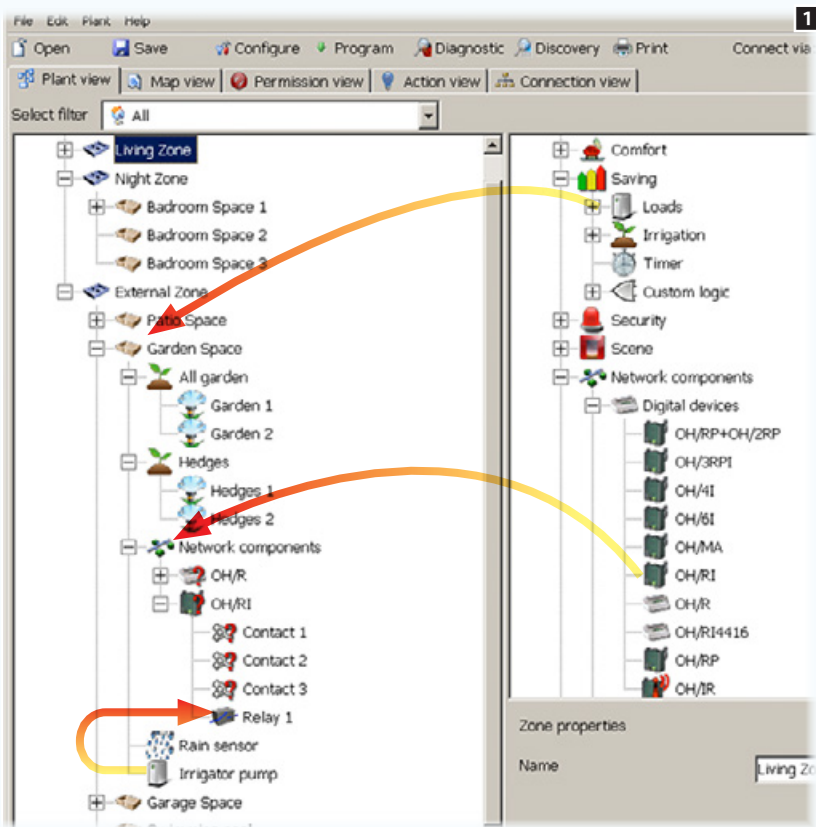 1
File Edit Plant Help
Open Save Configure Program Diagnostic Discovery Print Connect via
Plant view Map view Permission view Action view Connection view
Select filter All
Living Zone
Night Zone
Badroom Space 1
Badroom Space 2
Badroom Space 3
External Zone
Patio Space
Garden Space
All garden
Garden 1
Garden 2
Hedges
Hedges 1
Hedges 2
Network components
OH/R
OH/RI
Contact 1
Contact 2
Contact 3
Relay 1
Rain sensor
Irrigator pump
Garage Space
Comfort
Saving
Loads
Irrigation
Timer
Custom logic
Security
Scene
Network components
Digital devices
OH/RP+OH/2RP
OH/3RPI
OH/4I
OH/6I
OH/MA
OH/RI
OH/R
OH/RI4416
OH/RP
OH/IR
Zone properties
Name Living Zo